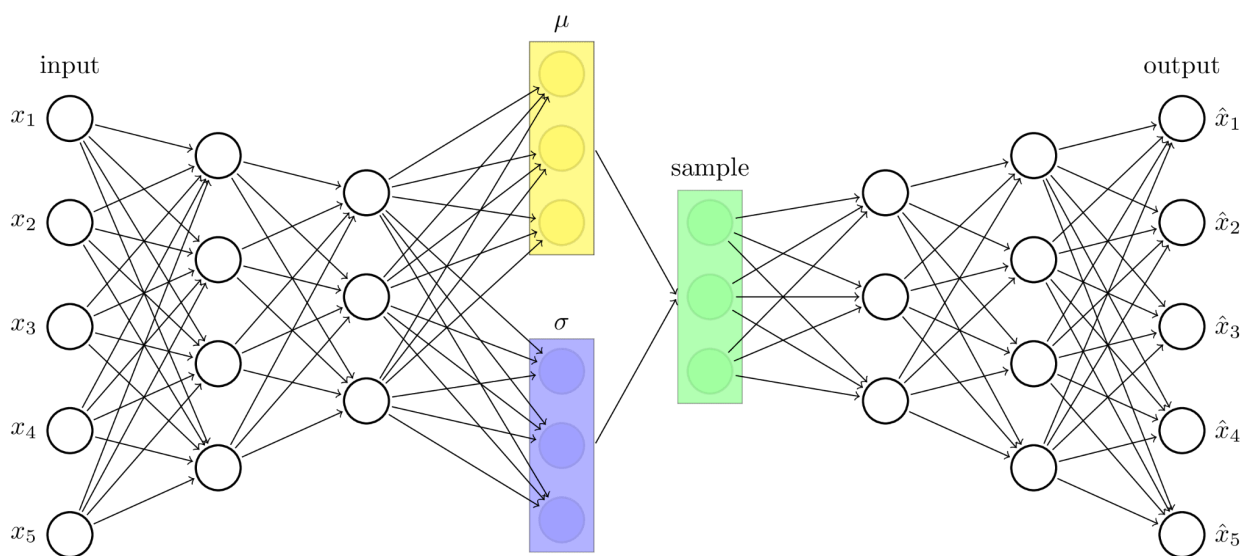 input
x₁
x₂
x₃
x₄
x₅
μ
σ
sample
output
x̂₁
x̂₂
x̂₃
x̂₄
x̂₅